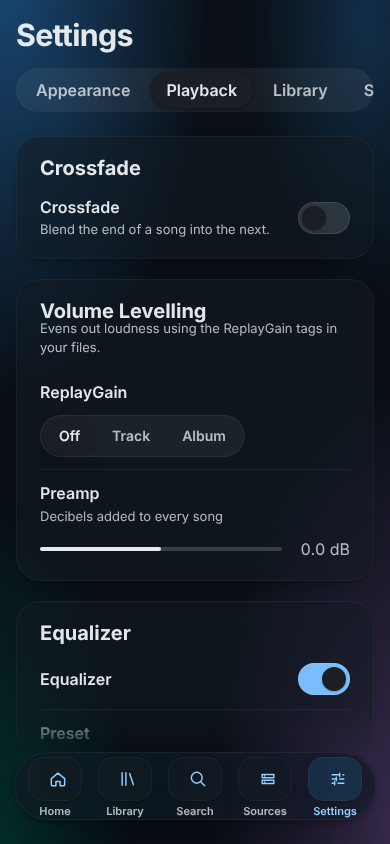 Settings
Appearance
Playback
Library
S
Crossfade
Crossfade
Blend the end of a song into the next.
Volume Levelling
Evens out loudness using the ReplayGain tags in
your files.
ReplayGain
Off
Track
Album
Preamp
Decibels added to every song
0.0 dB
Equalizer
Equalizer
Preset
Home
Library
Search
Sources
Settings